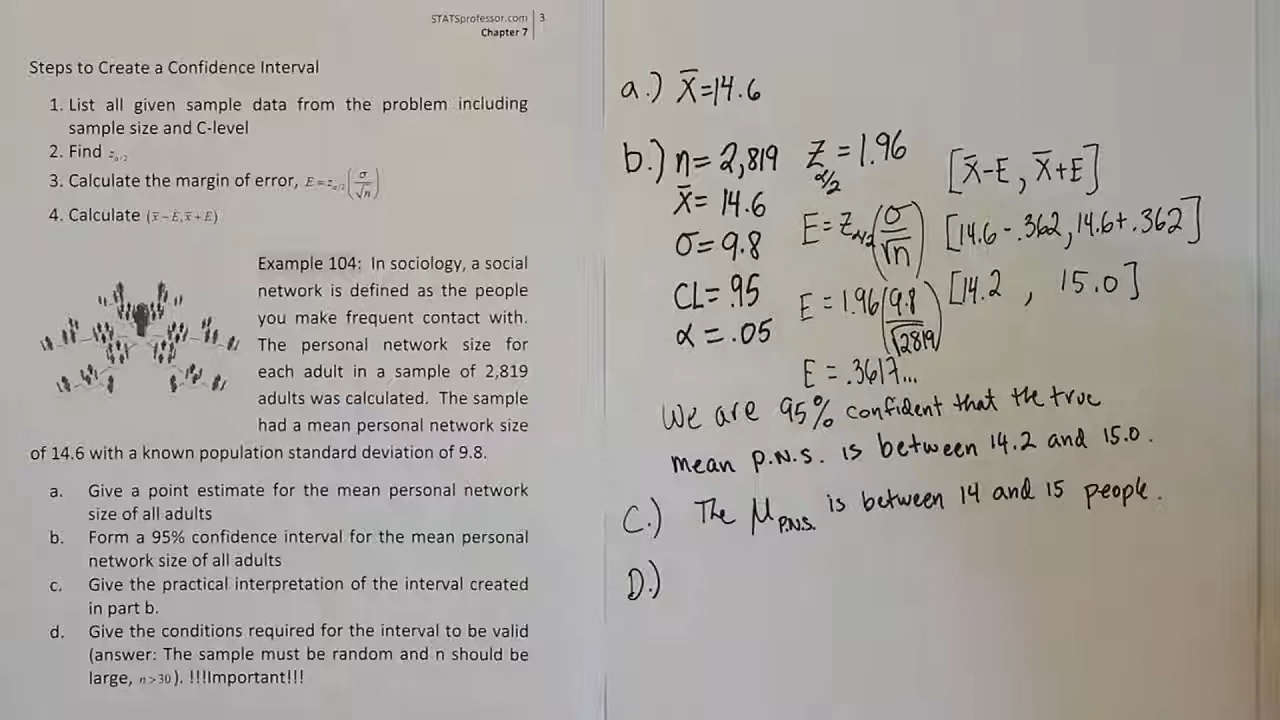 STATSprofessor.com 3
Chapter 7
Steps to Create a Confidence Interval
1. List all given sample data from the problem including
sample size and C-level
2. Find z_{α/2}
3. Calculate the margin of error, E = z_{α/2}(σ/√n)
4. Calculate (x̄ − E, x̄ + E)
Example 104: In sociology, a social
network is defined as the people
you make frequent contact with.
The personal network size for
each adult in a sample of 2,819
adults was calculated. The sample
had a mean personal network size
of 14.6 with a known population standard deviation of 9.8.
a. Give a point estimate for the mean personal network
size of all adults
b. Form a 95% confidence interval for the mean personal
network size of all adults
c. Give the practical interpretation of the interval created
in part b.
d. Give the conditions required for the interval to be valid
(answer: The sample must be random and n should be
large, n > 30). !!!Important!!!
a.) x̄=14.6
b.) n= 2,819
x̄= 14.6
σ= 9.8
CL= .95
α = .05
Z_{α/2} = 1.96
E = Z_{α/2}(σ/√n)
E = 1.96(9.8/√2819)
E = .3617...
[x̄-E, x̄+E]
[14.6-.362, 14.6+.362]
[14.2, 15.0]
We are 95% confident that the true
mean P.N.S. is between 14.2 and 15.0.
C.) The μ_{P.N.S.} is between 14 and 15 people.
D.)